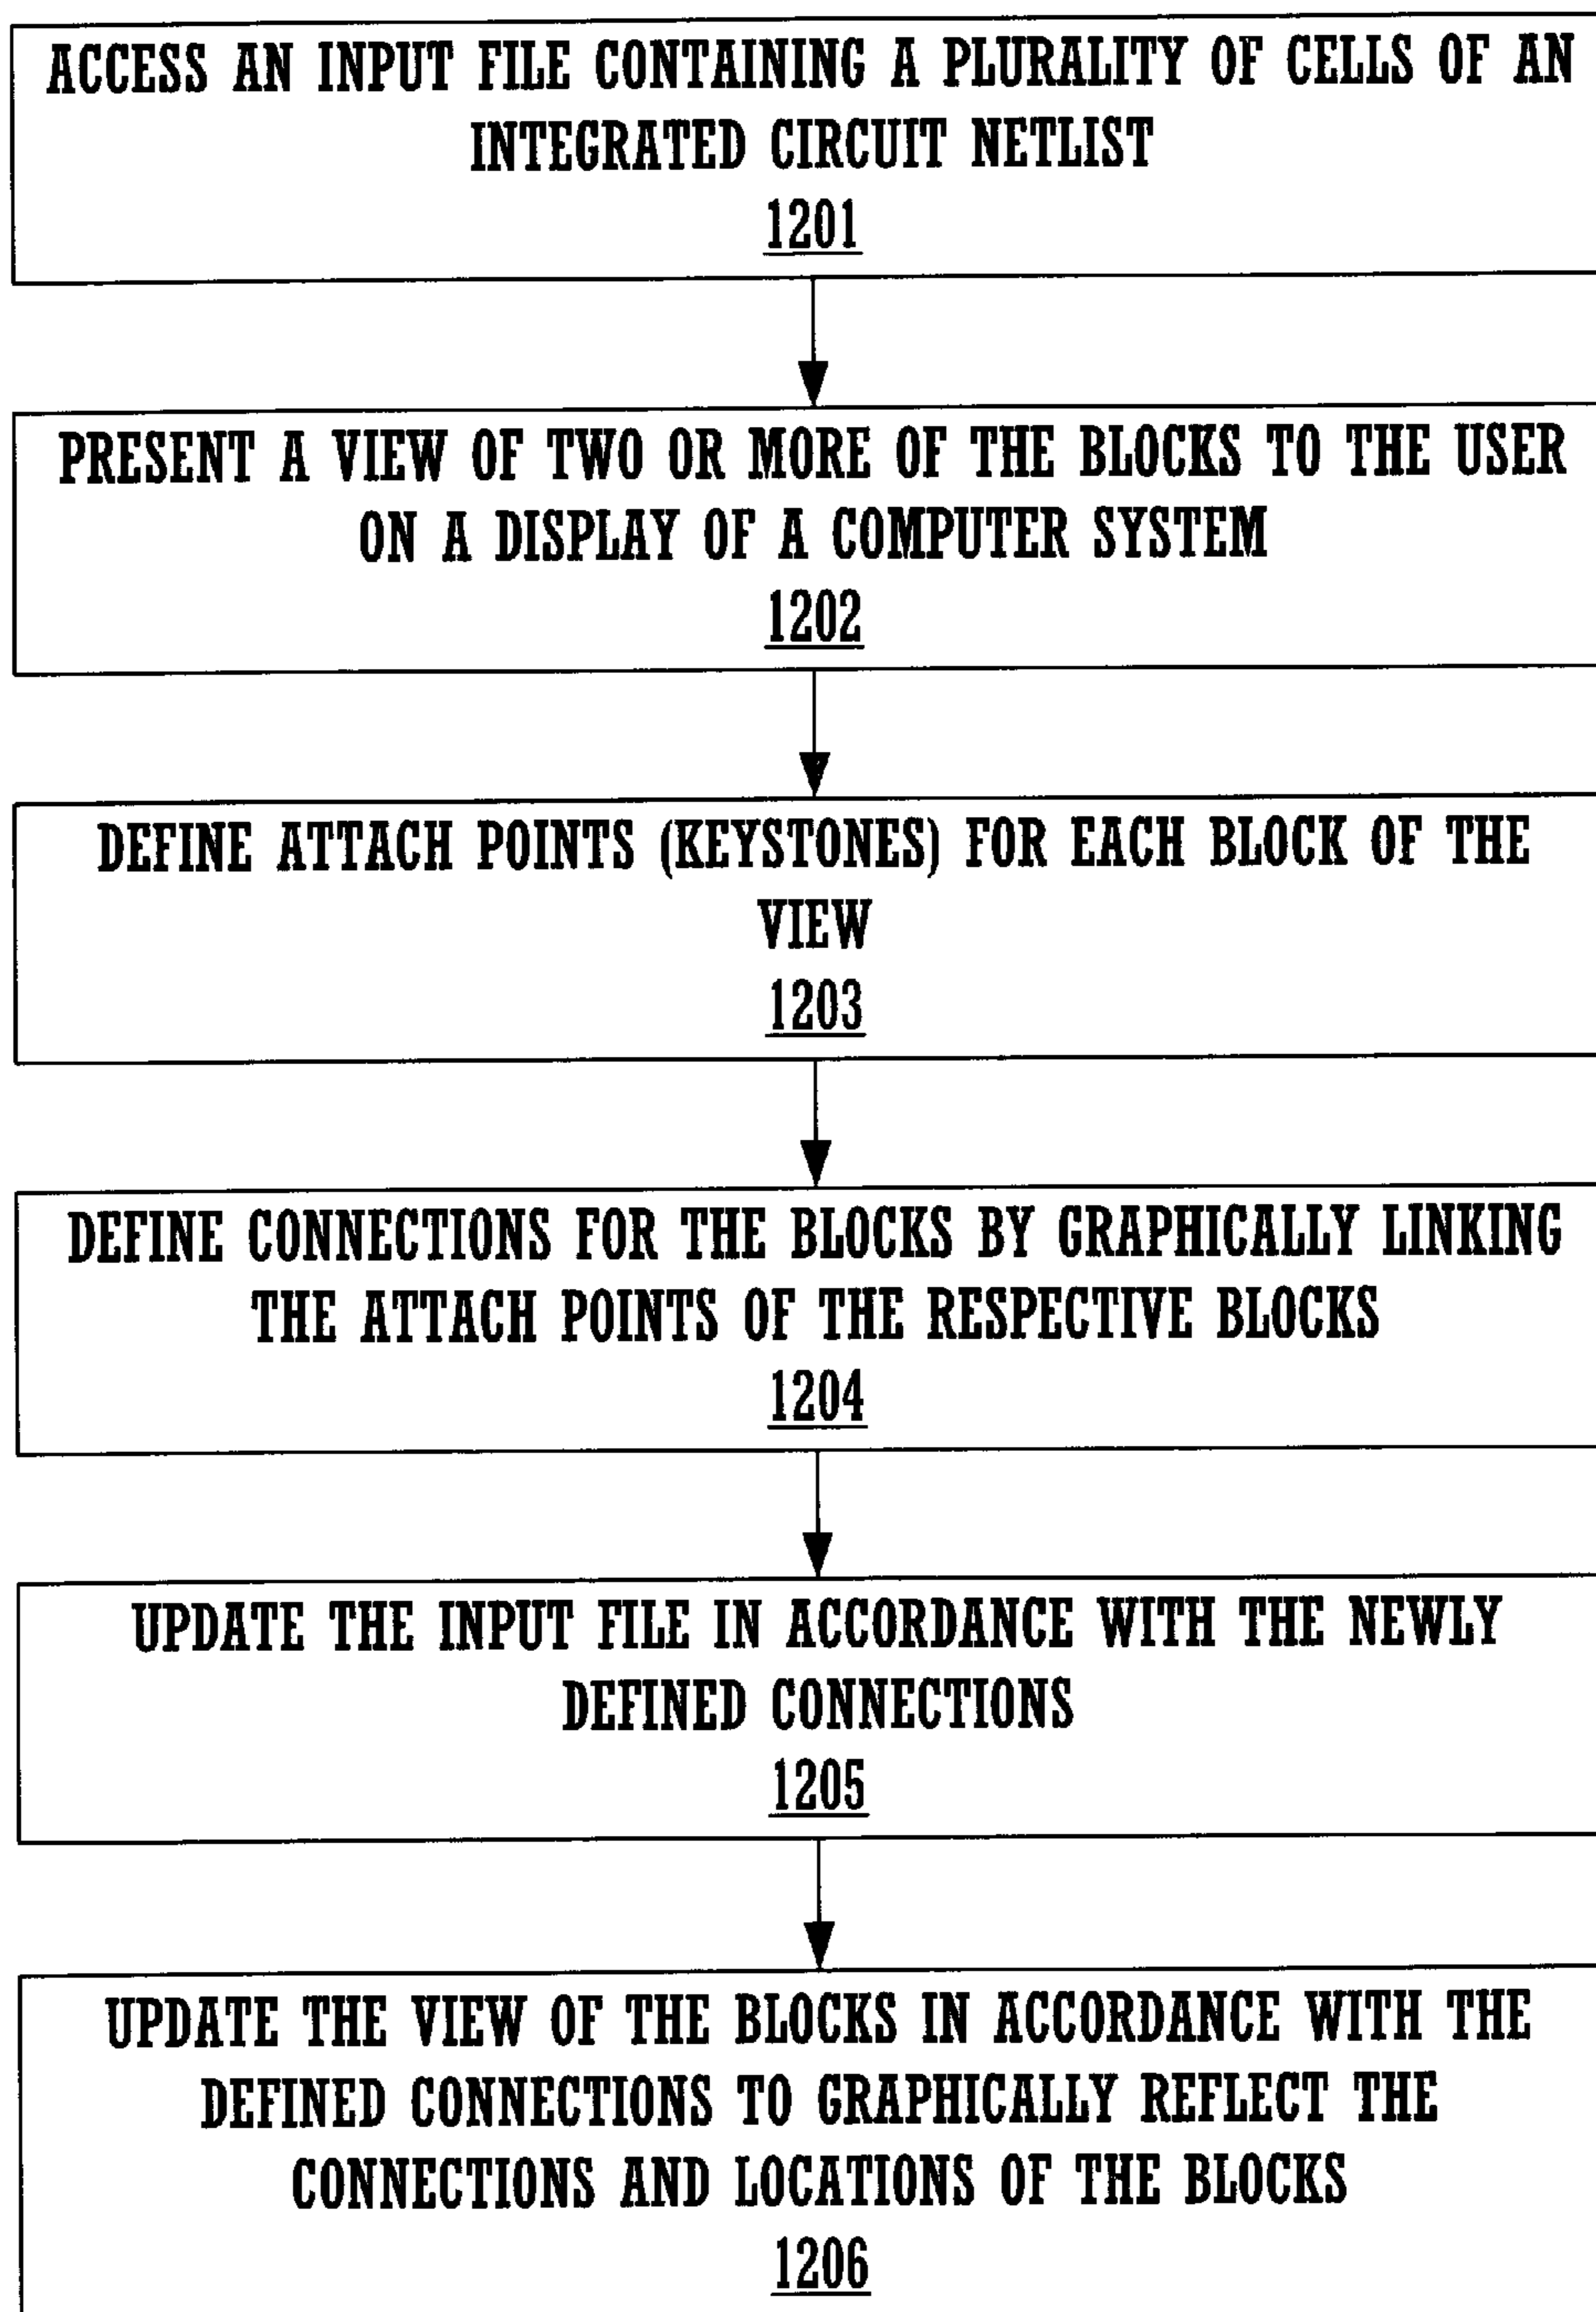 ACCESS AN INPUT FILE CONTAINING A PLURALITY OF CELLS OF AN
INTEGRATED CIRCUIT NETLIST
1201
PRESENT A VIEW OF TWO OR MORE OF THE BLOCKS TO THE USER
ON A DISPLAY OF A COMPUTER SYSTEM
1202
DEFINE ATTACH POINTS (KEYSTONES) FOR EACH BLOCK OF THE
VIEW
1203
DEFINE CONNECTIONS FOR THE BLOCKS BY GRAPHICALLY LINKING
THE ATTACH POINTS OF THE RESPECTIVE BLOCKS
1204
UPDATE THE INPUT FILE IN ACCORDANCE WITH THE NEWLY
DEFINED CONNECTIONS
1205
UPDATE THE VIEW OF THE BLOCKS IN ACCORDANCE WITH THE
DEFINED CONNECTIONS TO GRAPHICALLY REFLECT THE
CONNECTIONS AND LOCATIONS OF THE BLOCKS
1206